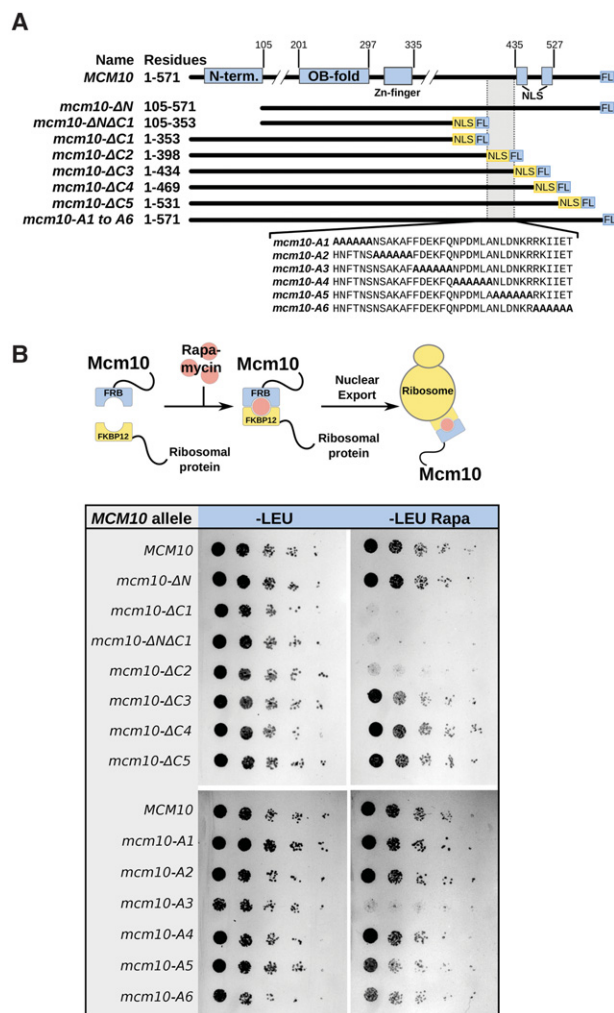 A
105 201 297 335 435 527
Name Residues
MCM10 1-571 N-term. OB-fold FL
Zn-finger NLS
mcm10-ΔN 105-571 FL
mcm10-ΔNΔC1 105-353 NLS FL
mcm10-ΔC1 1-353 NLS FL
mcm10-ΔC2 1-398 NLS FL
mcm10-ΔC3 1-434 NLS FL
mcm10-ΔC4 1-469 NLS FL
mcm10-ΔC5 1-531 NLS FL
mcm10-A1 to A6 1-571 FL
mcm10-A1 AAAAAANSAKAFFDEKFQNPDMLANLDNKRRKIIET
mcm10-A2 HNFTNSAAAAAAFDEKFQNPDMLANLDNKRRKIIET
mcm10-A3 HNFTNSNSAKAFAAAAAANPDMLANLDNKRRKIIET
mcm10-A4 HNFTNSNSAKAFFDEKFQAAAAAANLDNKRRKIIET
mcm10-A5 HNFTNSNSAKAFFDEKFQNPDMLAAAAAAARKIIET
mcm10-A6 HNFTNSNSAKAFFDEKFQNPDMLANLDNKRAAAAAA
B
Mcm10
FRB
FKBP12
Ribosomal
protein
Rapa-
mycin
Mcm10
FRB
FKBP12
Ribosomal
protein
Nuclear
Export
Ribosome
Mcm10
MCM10 allele -LEU -LEU Rapa
MCM10
mcm10-ΔN
mcm10-ΔC1
mcm10-ΔNΔC1
mcm10-ΔC2
mcm10-ΔC3
mcm10-ΔC4
mcm10-ΔC5
MCM10
mcm10-A1
mcm10-A2
mcm10-A3
mcm10-A4
mcm10-A5
mcm10-A6